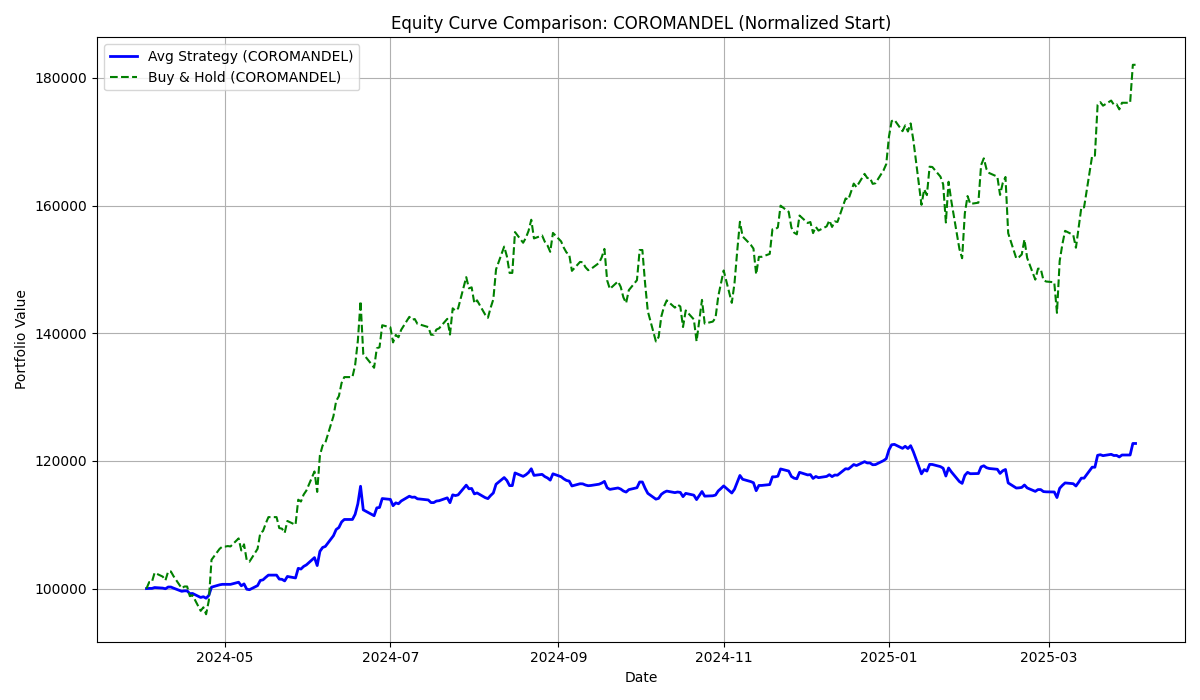 Equity Curve Comparison: COROMANDEL (Normalized Start)
Avg Strategy (COROMANDEL)
Buy & Hold (COROMANDEL)
Portfolio Value
180000
160000
140000
120000
100000
2024-05
2024-07
2024-09
2024-11
2025-01
2025-03
Date